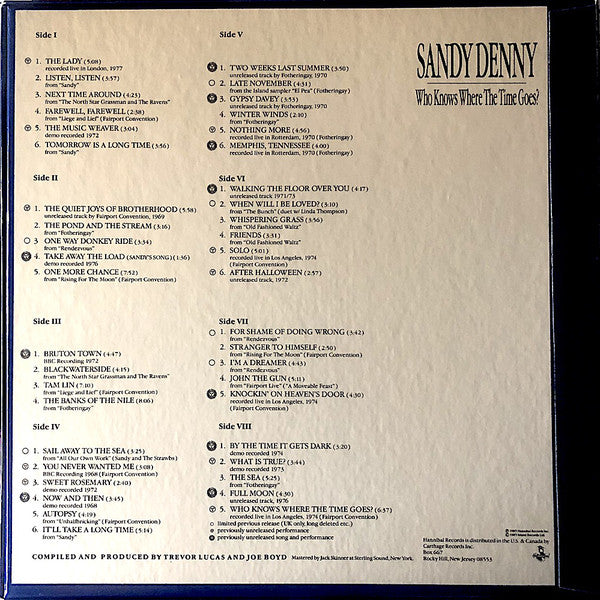 Side I
1. THE LADY (5:08)
recorded live in London, 1977
2. LISTEN, LISTEN (3:57)
from "Sandy"
3. NEXT TIME AROUND (4:23)
from "The North Star Grassman and The Ravens"
4. FAREWELL, FAREWELL (2:38)
from "Liege and Lief" (Fairport Convention)
5. THE MUSIC WEAVER (3:04)
demo recorded 1972
6. TOMORROW IS A LONG TIME (3:56)
from "Sandy"
Side II
1. THE QUIET JOYS OF BROTHERHOOD (5:58)
unreleased track by Fairport Convention, 1969
2. THE POND AND THE STREAM (3:16)
from "Fotheringay"
3 ONE WAY DONKEY RIDE (3:34)
from "Rendezvous"
4. TAKE AWAY THE LOAD (SANDY'S SONG) (1:36)
demo recorded 1976
5. ONE MORE CHANCE (7:52)
from "Rising For The Moon" (Fairport Convention)
Side III
1. BRUTON TOWN (4:47)
BBC Recording 1972
2. BLACKWATERSIDE (4:15)
from "The North Star Grassman and The Ravens"
3. TAM LIN (7:10)
from "Liege and Lief" (Fairport Convention)
4. THE BANKS OF THE NILE (8:06)
from "Fotheringay"
Side IV
1. SAIL AWAY TO THE SEA (3:25)
from "All Our Own Work" (Sandy and The Strawbs)
2. YOU NEVER WANTED ME (3:08)
BBC Recording 1968 (Fairport Convention)
3. SWEET ROSEMARY (2:40)
demo recorded 1972
4. NOW AND THEN (3:45)
demo recorded 1968
5. AUTOPSY (4:19)
from "Unhalfbricking" (Fairport Convention)
6. IT'LL TAKE A LONG TIME (5:14)
from "Sandy"
Side V
1. TWO WEEKS LAST SUMMER (3:50)
unreleased track by Fotheringay, 1970
2. LATE NOVEMBER (4:31)
from the Island sampler "El Pea" (Fotheringay)
3. GYPSY DAVEY (3:53)
unreleased track by Fotheringay, 1970
4. WINTER WINDS (2:10)
from "Fotheringay"
5. NOTHING MORE (4:36)
recorded live in Rotterdam, 1970 (Fotheringay)
6. MEMPHIS, TENNESSEE (4:00)
recorded live in Rotterdam, 1970 (Fotheringay)
Side VI
1. WALKING THE FLOOR OVER YOU (4:17)
unreleased track 1971/73
2. WHEN WILL I BE LOVED? (3:10)
from "The Bunch" (duet w/ Linda Thompson)
3. WHISPERING GRASS (3:56)
from "Old Fashioned Waltz"
4. FRIENDS (3:31)
from "Old Fashioned Waltz"
5. SOLO (5:01)
recorded live in Los Angeles, 1974
(Fairport Convention)
6. AFTER HALLOWEEN (2:57)
unreleased track, 1972
Side VII
1. FOR SHAME OF DOING WRONG (3:42)
from "Rendezvous"
2. STRANGER TO HIMSELF (2:50)
from "Rising For The Moon" (Fairport Convention)
3. I'M A DREAMER (4:43)
from "Rendezvous"
4. JOHN THE GUN (5:11)
from "Fairport Live" ("A Moveable Feast")
5. KNOCKIN' ON HEAVEN'S DOOR (4:30)
recorded live in Los Angeles, 1974
(Fairport Convention)
Side VIII
1. BY THE TIME IT GETS DARK (3:20)
demo recorded 1974
2. WHAT IS TRUE? (3:44)
demo recorded 1973
3. THE SEA (5:25)
from "Fotheringay"
4. FULL MOON (4:30)
unreleased track, 1976
5. WHO KNOWS WHERE THE TIME GOES? (6:37)
recorded live in Los Angeles, 1974 (Fairport Convention)
limited previous release (UK only, long deleted etc.)
previously unreleased performance
previously unreleased song and performance
SANDY DENNY
Who Knows Where The Time Goes?
COMPILED AND PRODUCED BY TREVOR LUCAS AND JOE BOYD Mastered by Jack Skinner at Sterling Sound, New York.
Hannibal Records is distributed in the U.S. & Canada by
Carthage Records Inc.
Box 667
Rocky Hill, New Jersey 08553